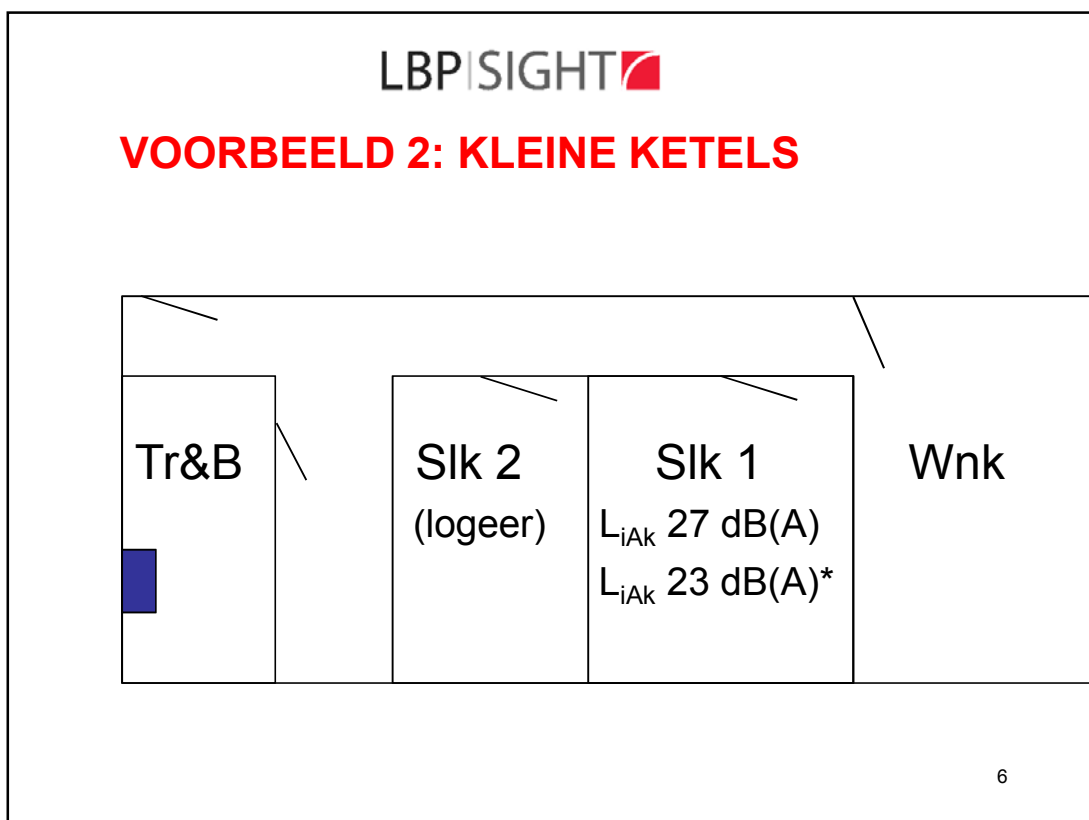 LBP|SIGHT
VOORBEELD 2: KLEINE KETELS
Tr&B
Slk 2
(logeer)
Slk 1
LiAk 27 dB(A)
LiAk 23 dB(A)*
Wnk
6